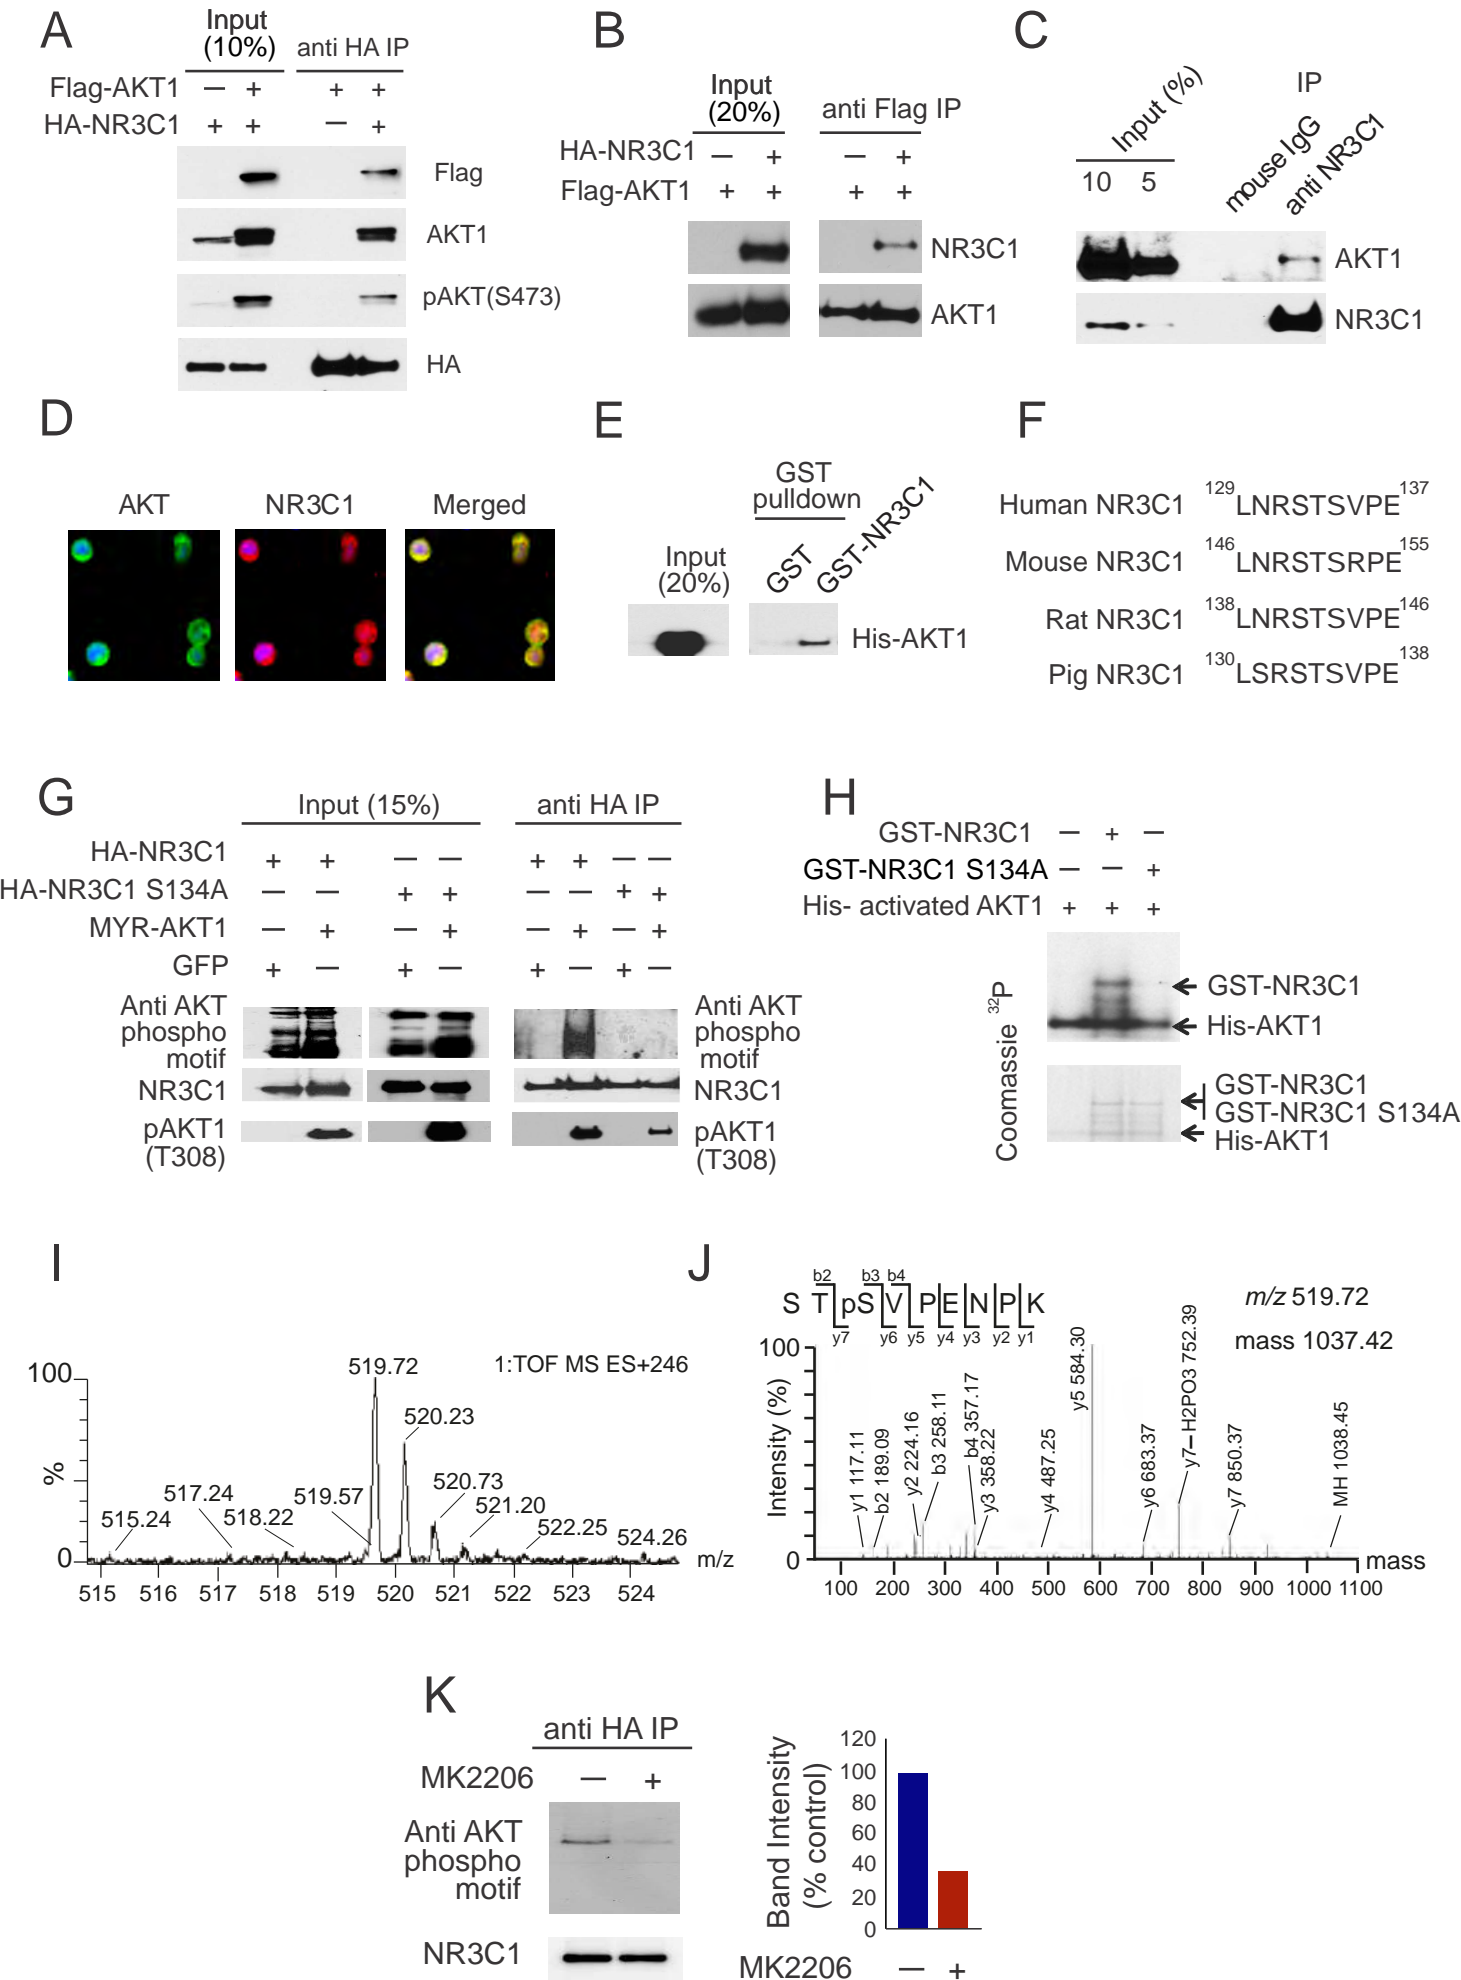 A
Input
(10%)
anti HA IP
Flag-AKT1 — + + +
HA-NR3C1 + + — +
Flag
AKT1
pAKT(S473)
HA
B
Input
(20%)
anti Flag IP
HA-NR3C1 — + — +
Flag-AKT1 + + + +
NR3C1
AKT1
C
Input (%)
IP
10 5
mouse IgG
anti NR3C1
AKT1
NR3C1
D
AKT NR3C1 Merged
E
GST
pulldown
Input
(20%)
GST
GST-NR3C1
His-AKT1
F
Human NR3C1 129LNRSTSVPE137
Mouse NR3C1 146LNRSTSRPE155
Rat NR3C1 138LNRSTSVPE146
Pig NR3C1 130LSRSTSVPE138
G
Input (15%) anti HA IP
HA-NR3C1 + + — — + + — —
HA-NR3C1 S134A — — + + — — + +
MYR-AKT1 — + — + — + — +
GFP + — + — + — + —
Anti AKT
phospho
motif
NR3C1
pAKT1
(T308)
Anti AKT
phospho
motif
NR3C1
pAKT1
(T308)
H
GST-NR3C1 — + —
GST-NR3C1 S134A — — +
His- activated AKT1 + + +
32P
Coomassie
GST-NR3C1
His-AKT1
GST-NR3C1
GST-NR3C1 S134A
His-AKT1
I
1:TOF MS ES+246
100
%
0
519.72
520.23
520.73
521.20
522.25
524.26
519.57
518.22
517.24
515.24
m/z
515 516 517 518 519 520 521 522 523 524
J
b2 b3 b4
S T pS V P E N P K
y7 y6 y5 y4 y3 y2 y1
m/z 519.72
mass 1037.42
100
Intensity (%)
0
y1 117.11
b2 189.09
y2 224.16
b3 258.11
b4 357.17
y3 358.22
y4 487.25
y5 584.30
y6 683.37
y7–H2PO3 752.39
y7 850.37
MH 1038.45
mass
100 200 300 400 500 600 700 800 900 1000 1100
K
anti HA IP
MK2206 — +
Anti AKT
phospho
motif
NR3C1
Band Intensity
(% control)
120
100
80
60
40
20
0
MK2206 — +